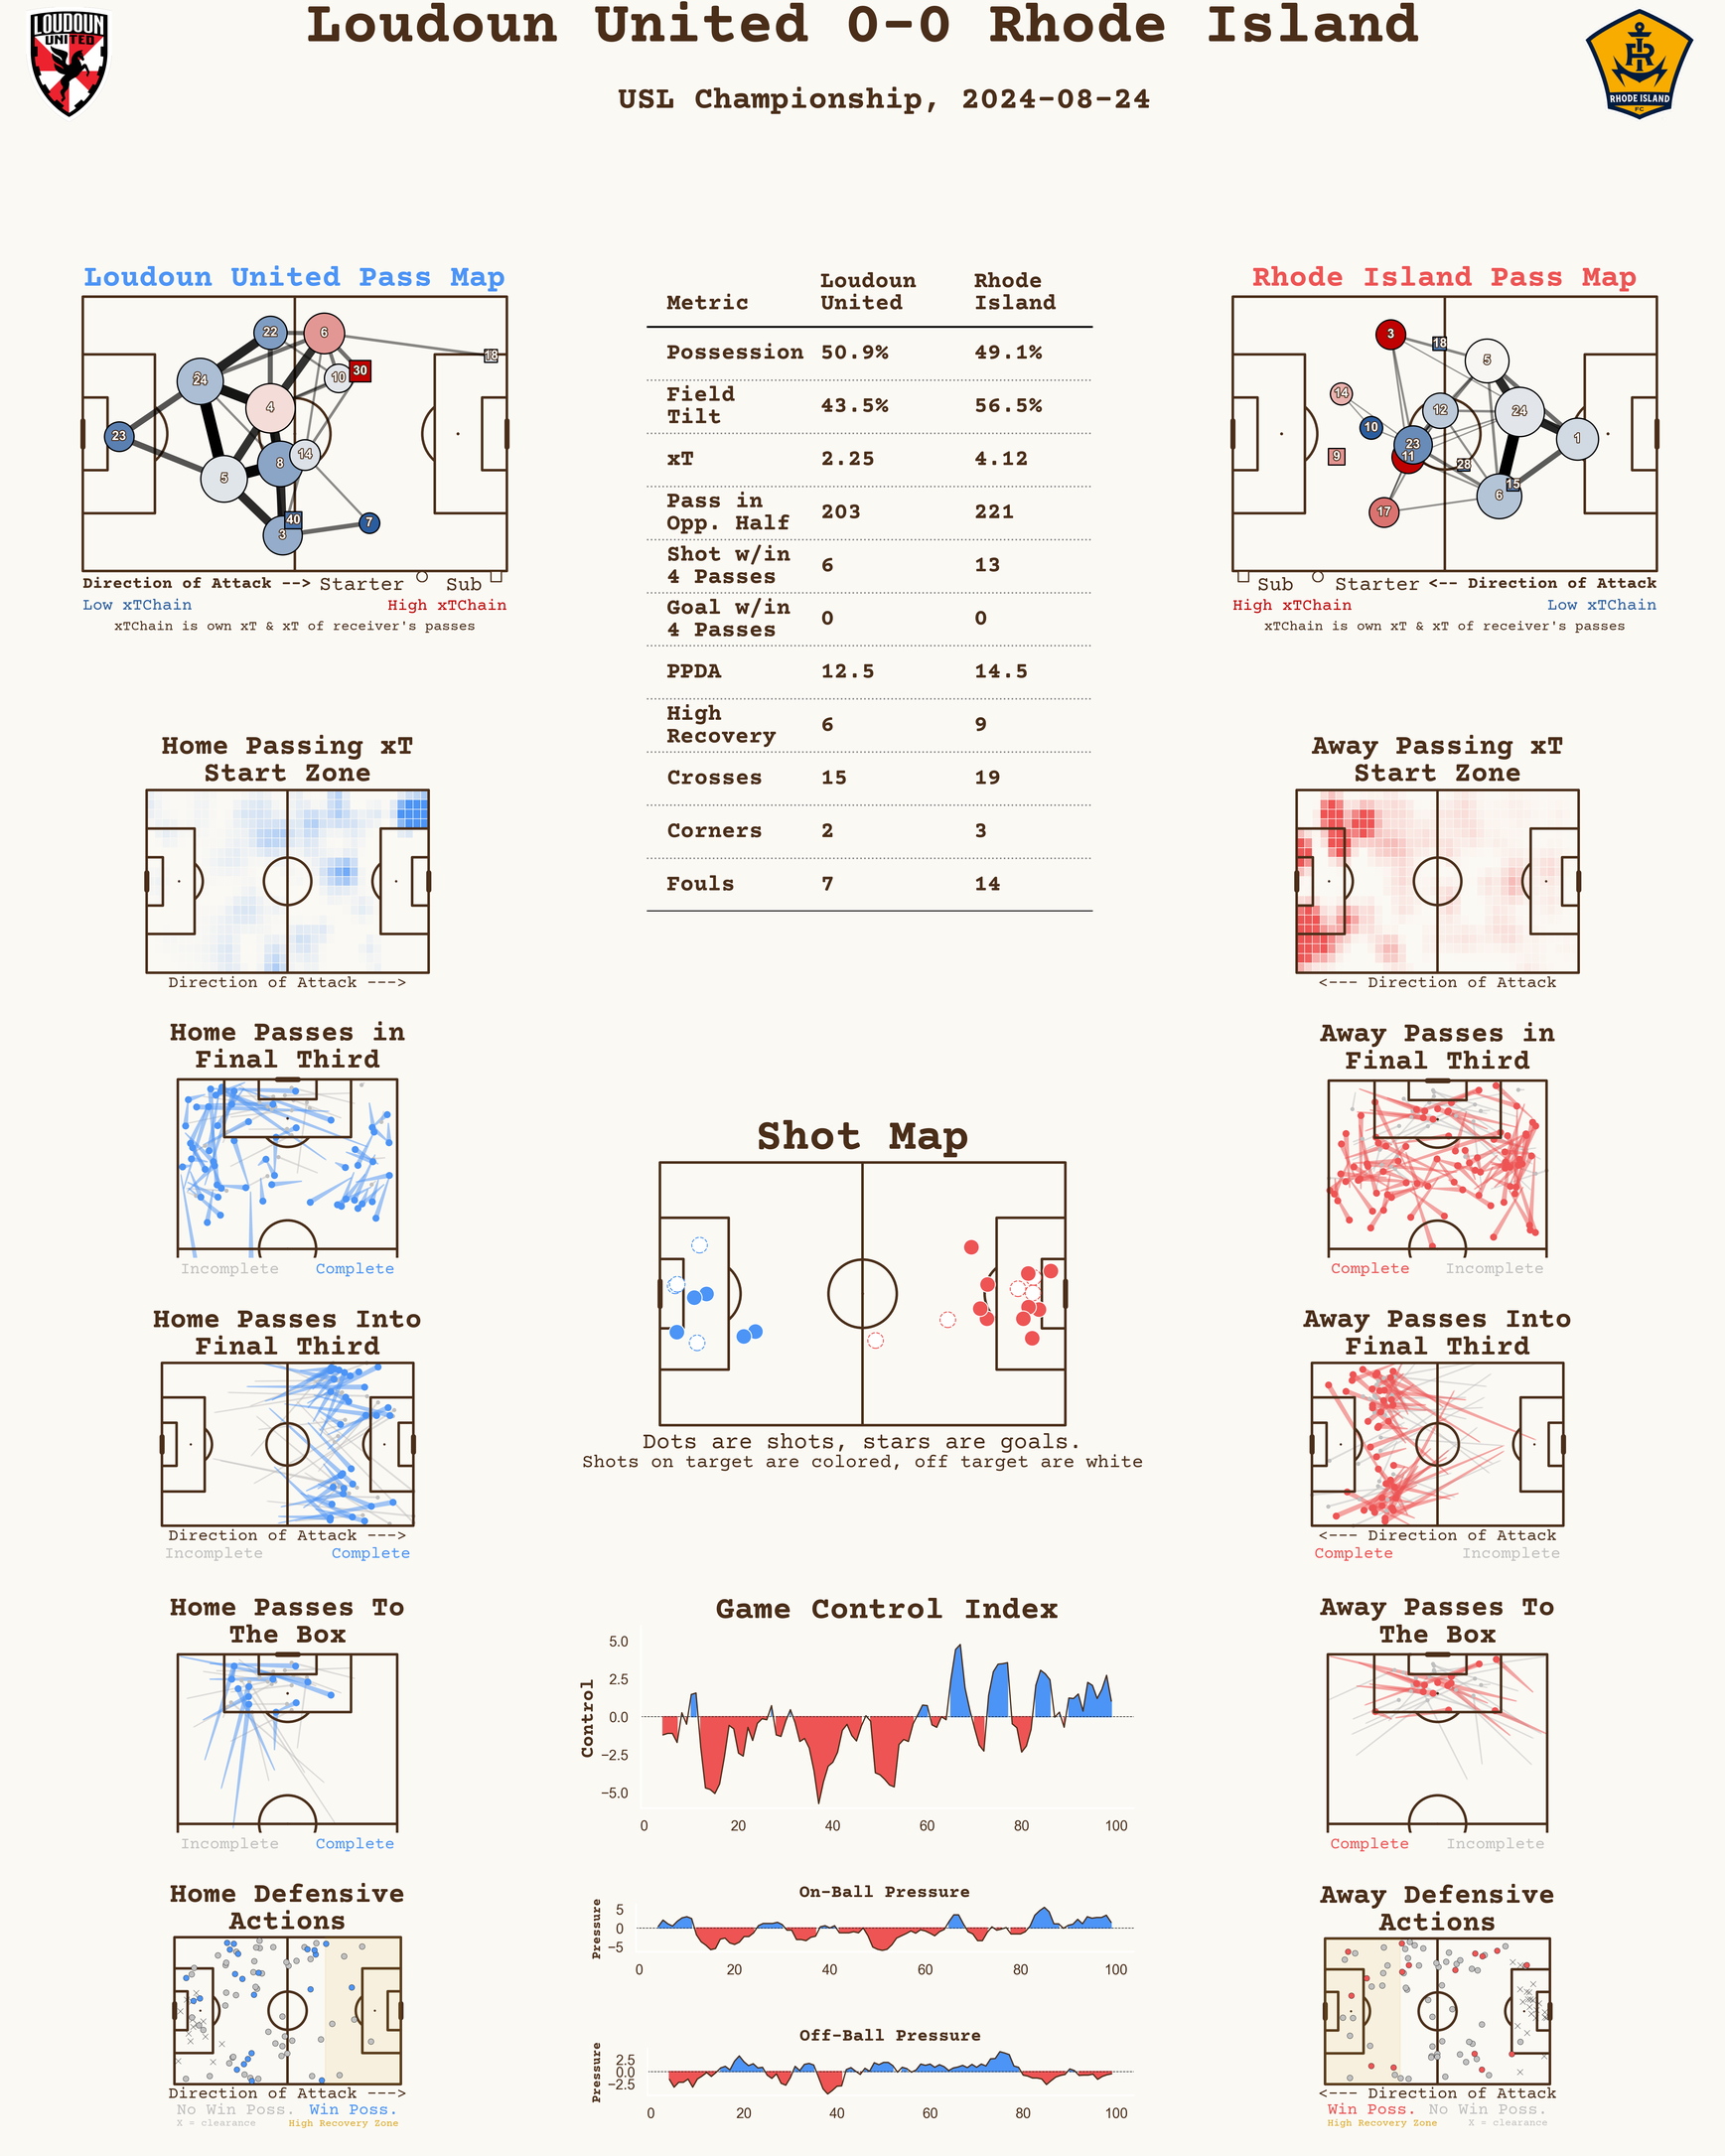 LOUDOUN
UNITED
Loudoun United 0-0 Rhode Island
USL Championship, 2024-08-24
RI
RHODE ISLAND
FC
Loudoun United Pass Map
22
6
18
24
10
30
4
23
8
14
5
40
7
3
Direction of Attack --> Starter Sub
Low xTChain High xTChain
xTChain is own xT & xT of receiver's passes
Metric Loudoun United Rhode Island
Possession 50.9% 49.1%
Field Tilt 43.5% 56.5%
xT 2.25 4.12
Pass in Opp. Half 203 221
Shot w/in 4 Passes 6 13
Goal w/in 4 Passes 0 0
PPDA 12.5 14.5
High Recovery 6 9
Crosses 15 19
Corners 2 3
Fouls 7 14
Rhode Island Pass Map
3
18
5
14
12
24
10
23
1
11
9
28
15
6
17
Sub Starter <-- Direction of Attack
High xTChain Low xTChain
xTChain is own xT & xT of receiver's passes
Home Passing xT
Start Zone
Direction of Attack --->
Away Passing xT
Start Zone
<--- Direction of Attack
Home Passes in
Final Third
Incomplete Complete
Away Passes in
Final Third
Complete Incomplete
Shot Map
Dots are shots, stars are goals.
Shots on target are colored, off target are white
Home Passes Into
Final Third
Direction of Attack --->
Incomplete Complete
Away Passes Into
Final Third
<--- Direction of Attack
Complete Incomplete
Home Passes To
The Box
Incomplete Complete
Game Control Index
Control
5.0
2.5
0.0
−2.5
−5.0
0 20 40 60 80 100
Away Passes To
The Box
Complete Incomplete
Home Defensive
Actions
Direction of Attack --->
No Win Poss. Win Poss.
X = clearance High Recovery Zone
On-Ball Pressure
Pressure
5
0
−5
0 20 40 60 80 100
Off-Ball Pressure
Pressure
2.5
0.0
−2.5
0 20 40 60 80 100
Away Defensive
Actions
<--- Direction of Attack
Win Poss. No Win Poss.
High Recovery Zone X = clearance